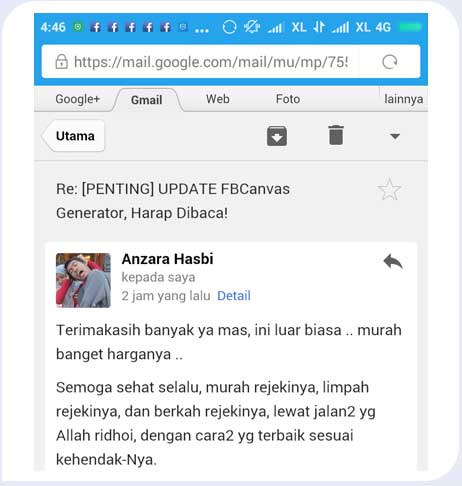 4:46 ... XL XL 4G
https://mail.google.com/mail/mu/mp/755
Google+ Gmail Web Foto lainnya
Utama
Re: [PENTING] UPDATE FBCanvas
Generator, Harap Dibaca!
Anzara Hasbi
kepada saya
2 jam yang lalu Detail
Terimakasih banyak ya mas, ini luar biasa .. murah
banget harganya ..
Semoga sehat selalu, murah rejekinya, limpah
rejekinya, dan berkah rejekinya, lewat jalan2 yg
Allah ridhoi, dengan cara2 yg terbaik sesuai
kehendak-Nya.